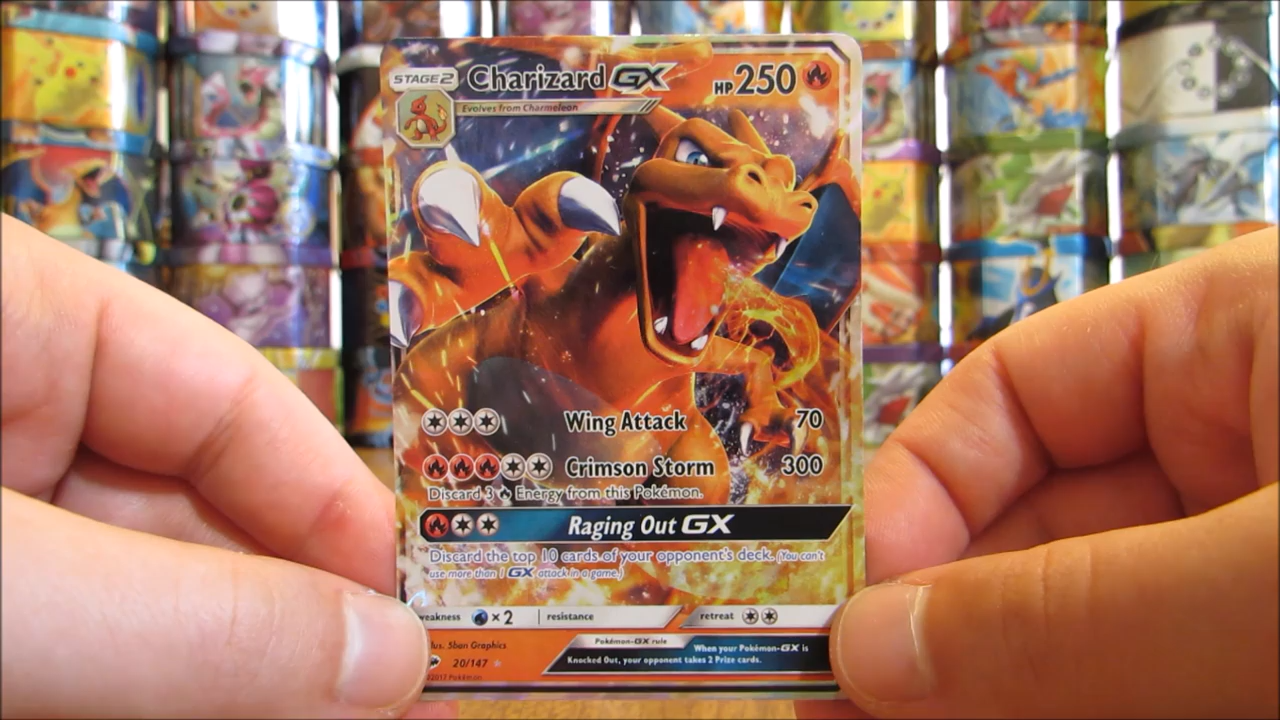 STAGE2 Charizard GX HP 250
Evolves from Charmeleon
Wing Attack 70
Crimson Storm 300
Discard 3 Energy from this Pokémon.
Raging Out GX
Discard the top 10 cards of your opponent's deck. (You can't
use more than 1 GX attack in a game.)
weakness ×2 resistance retreat
Illus. 5ban Graphics
Pokémon-GX rule
When your Pokémon-GX is
Knocked Out, your opponent takes 2 Prize cards.
20/147
©2017 Pokémon